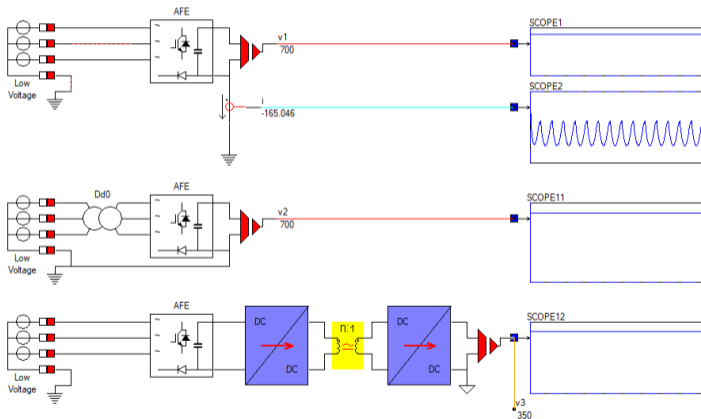 AFE
SCOPE1
v1
700
Low
Voltage
SCOPE2
i
-165.046
AFE
SCOPE11
Dd0
v2
700
Low
Voltage
AFE
SCOPE12
DC
DC
n:1
DC
DC
Low
Voltage
v3
350